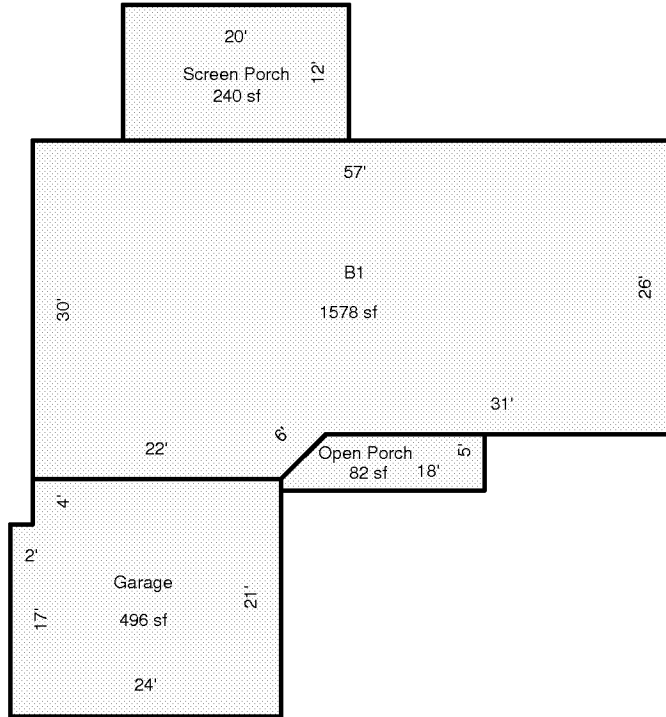 20'
Screen Porch
12'
240 sf
57'
B1
1578 sf
30'
26'
31'
22'
6'
Open Porch
5'
82 sf
18'
4'
2'
Garage
17'
496 sf
21'
24'